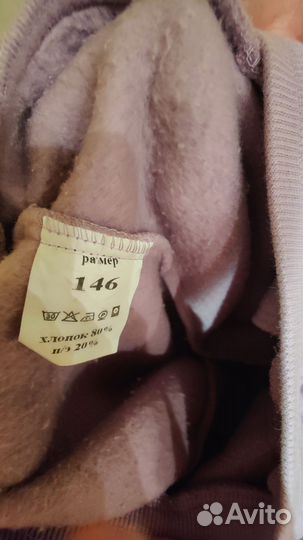 размер
146
хлопок 80%
п/э 20%
Avito